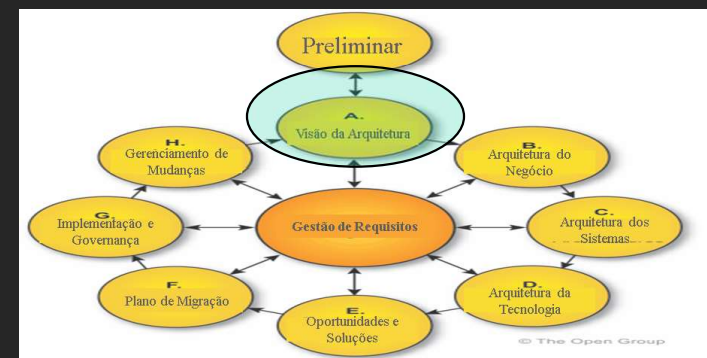 Preliminar
A.
Visão da Arquitetura
H.
Gerenciamento de
Mudanças
B.
Arquitetura do
Negócio
G.
Implementação e
Governança
Gestão de Requisitos
C.
Arquitetura dos
Sistemas
F.
Plano de Migração
D.
Arquitetura da
Tecnologia
E.
Oportunidades e
Soluções
© The Open Group